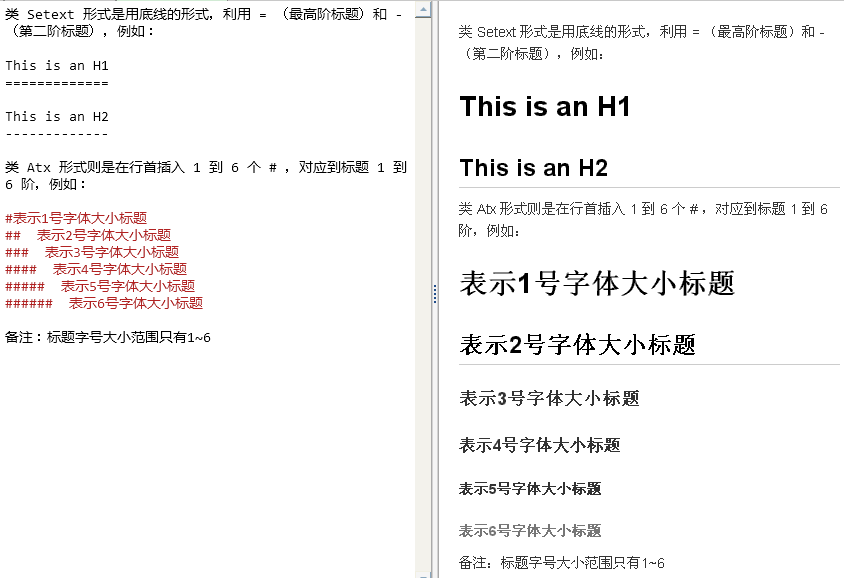 类 Setext 形式是用底线的形式，利用 = （最高阶标题）和 -
（第二阶标题），例如：
This is an H1
=============
This is an H2
-------------
类 Atx 形式则是在行首插入 1 到 6 个 # ，对应到标题 1 到
6 阶，例如：
#表示1号字体大小标题
##  表示2号字体大小标题
###  表示3号字体大小标题
####  表示4号字体大小标题
#####  表示5号字体大小标题
######  表示6号字体大小标题
备注：标题字号大小范围只有1~6
类 Setext 形式是用底线的形式，利用 = （最高阶标题）和 -
（第二阶标题），例如：
This is an H1
This is an H2
类 Atx 形式则是在行首插入 1 到 6 个 # ，对应到标题 1 到 6
阶，例如：
表示1号字体大小标题
表示2号字体大小标题
表示3号字体大小标题
表示4号字体大小标题
表示5号字体大小标题
表示6号字体大小标题
备注：标题字号大小范围只有1~6